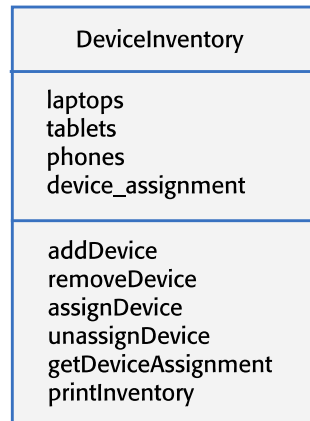 DeviceInventory
laptops
tablets
phones
device_assignment
addDevice
removeDevice
assignDevice
unassignDevice
getDeviceAssignment
printInventory